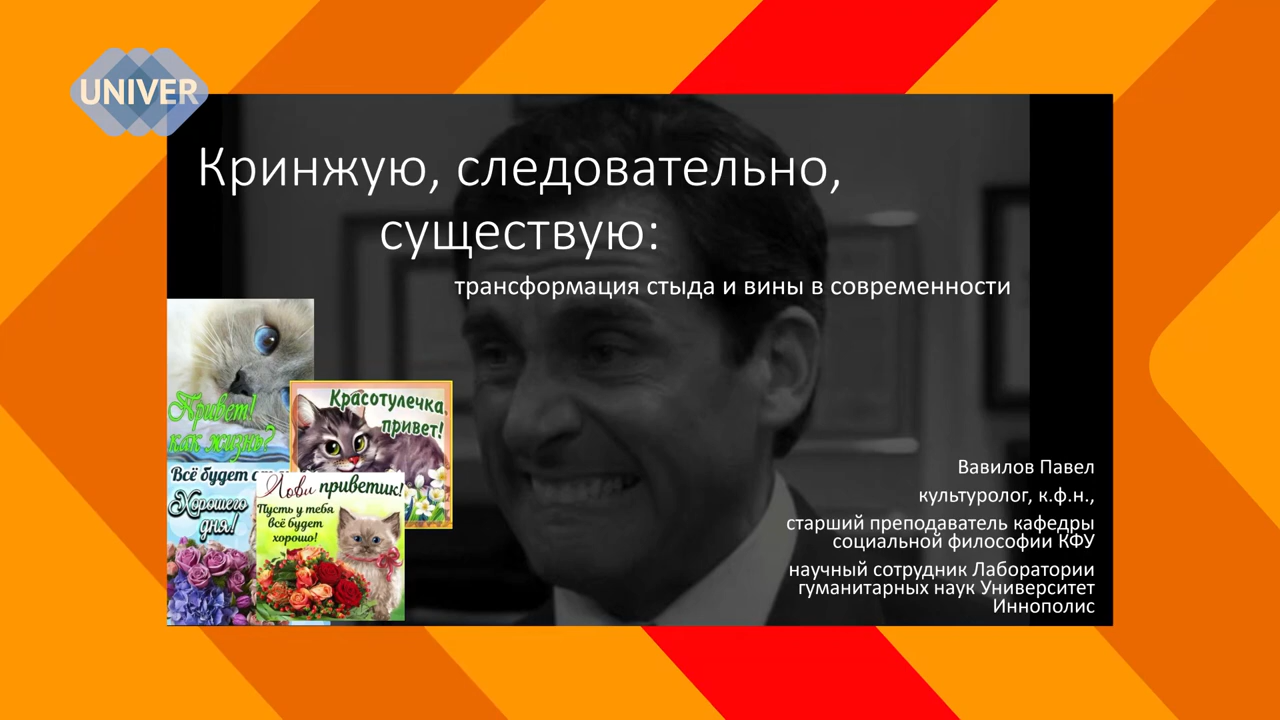 UNIVER
Кринжую, следовательно,
существую:
трансформация стыда и вины в современности
Привет!
как жизнь?
Красотулечка,
привет!
Всё будет
Хорошего
дня!
Лови приветик!
Пусть у тебя
всё будет
хорошо!
Вавилов Павел
культуролог, к.ф.н.,
старший преподаватель кафедры
социальной философии КФУ
научный сотрудник Лаборатории
гуманитарных наук Университет
Иннополис